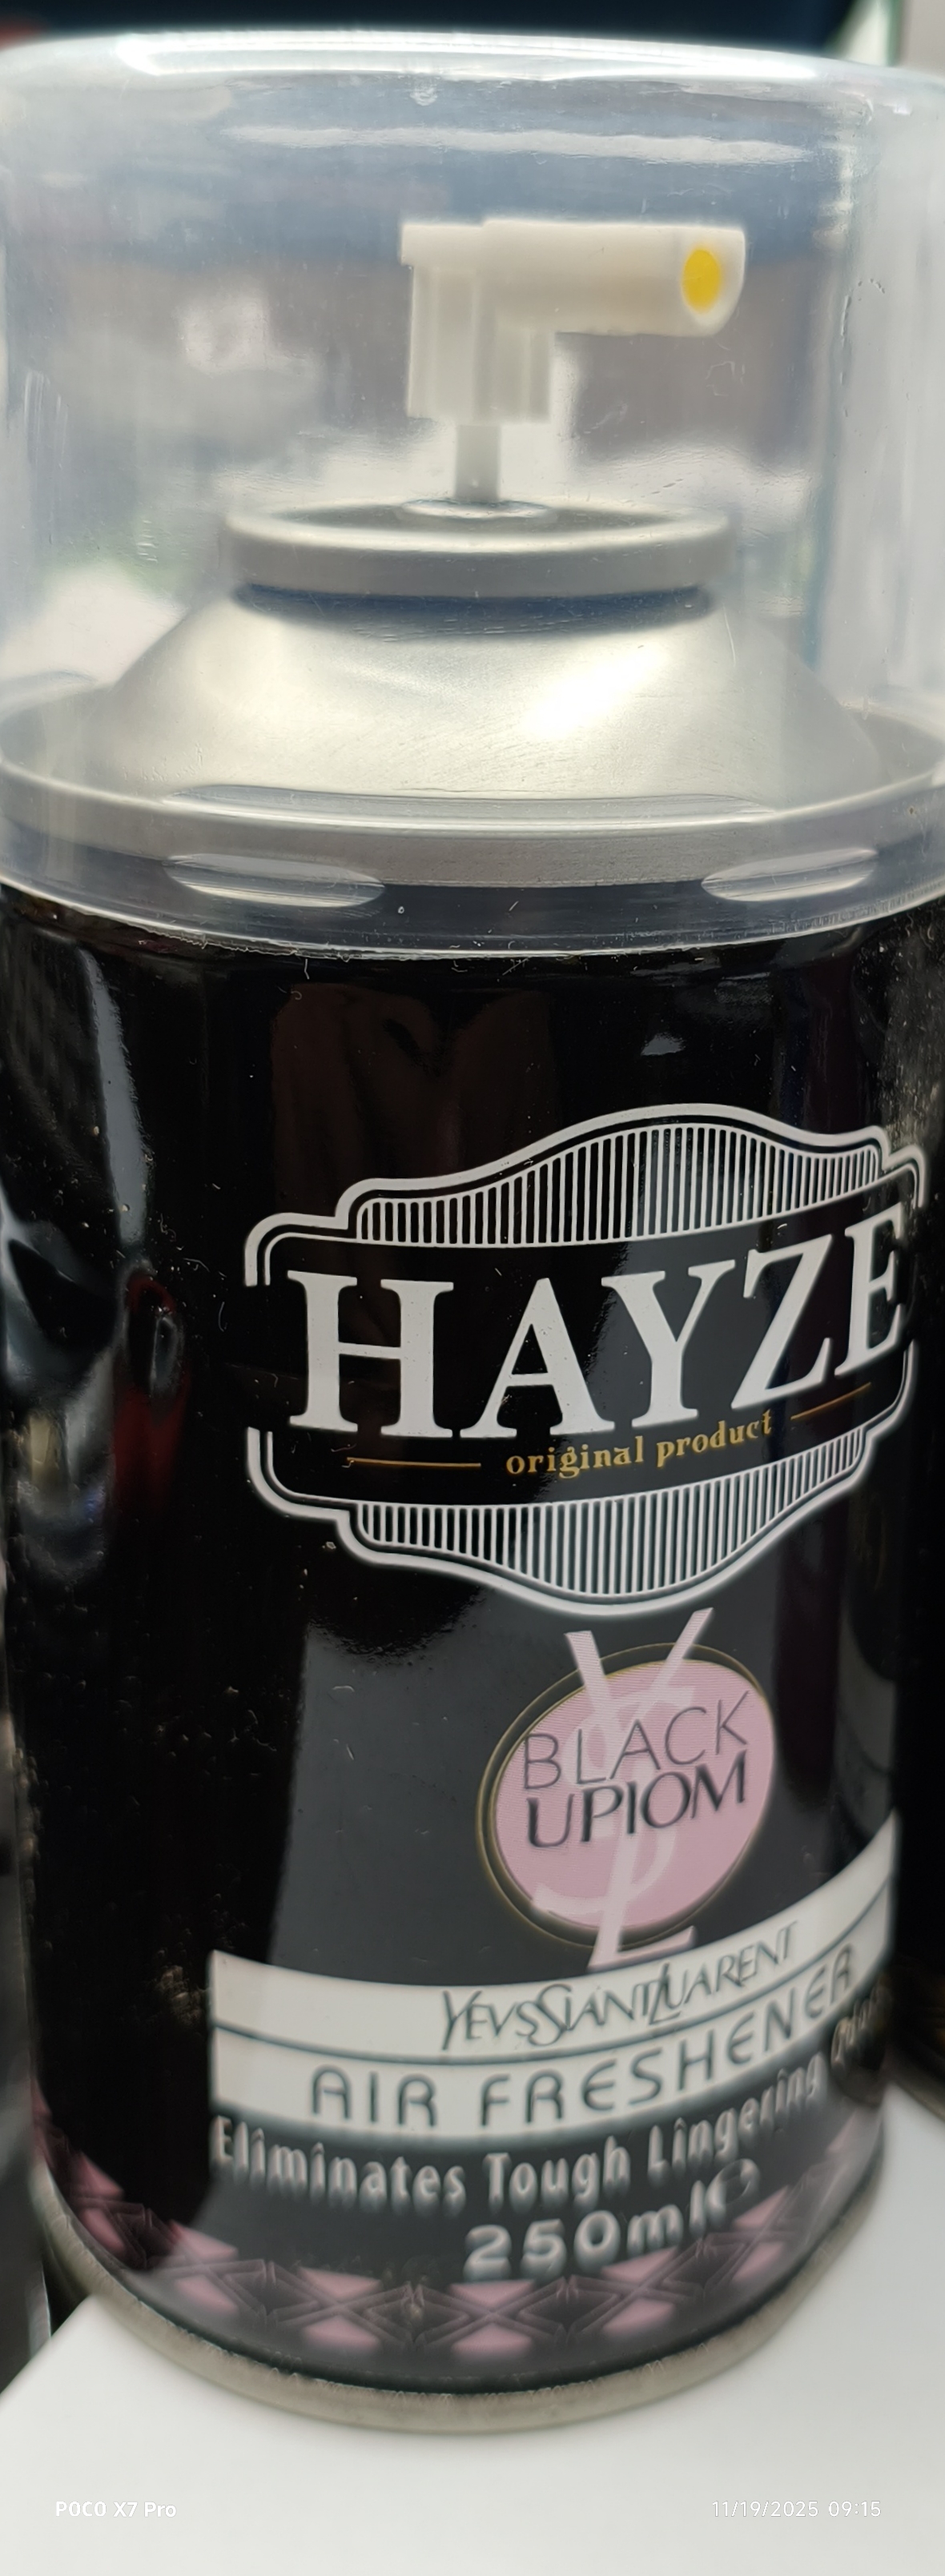 HAYZE
original product
BLACK
UPIOM
YEVSSIANTLUARENT
AIR FRESHENER
Eliminates Tough Lingering
250ml℮
POCO X7 Pro
11/19/2025 09:15